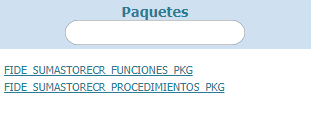 Paquetes
FIDE_SUMASTORECR_FUNCIONES_PKG
FIDE_SUMASTORECR_PROCEDIMIENTOS_PKG